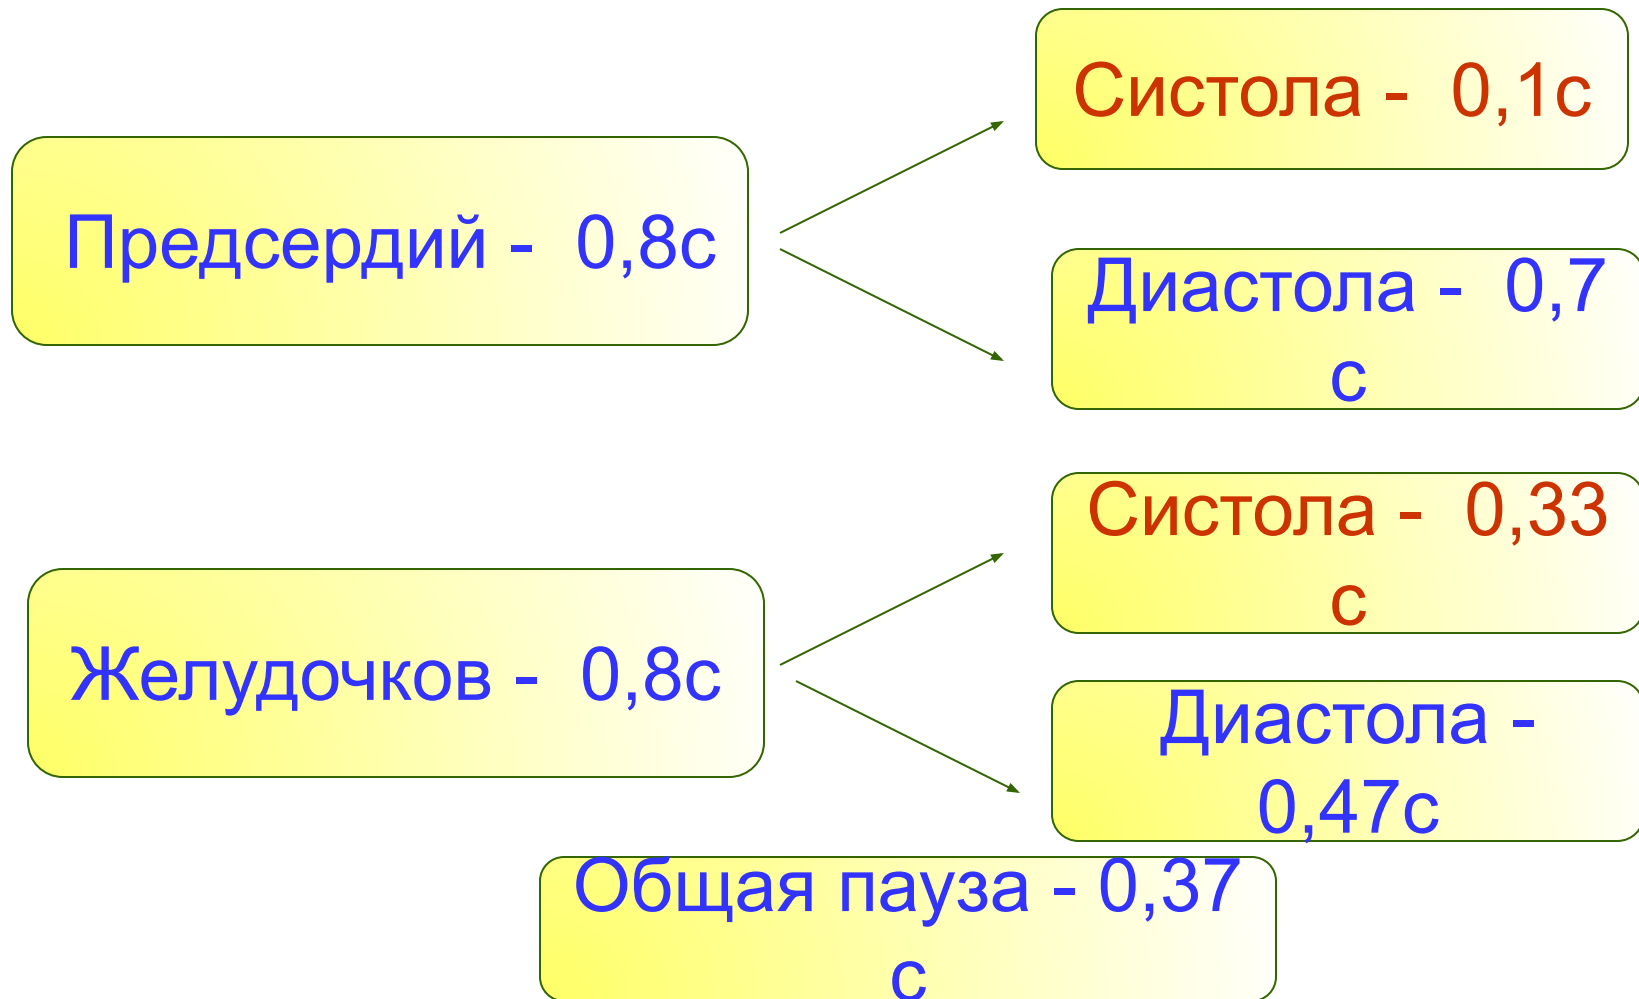 Систола - 0,1с
Предсердий - 0,8с
Диастола - 0,7
с
Систола - 0,33
с
Желудочков - 0,8с
Диастола -
0,47с
Общая пауза - 0,37
с